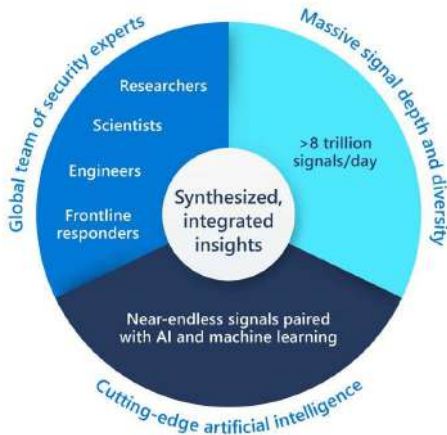 Global team of security experts
Researchers
Scientists
Engineers
Frontline
responders
Massive signal depth and diversity
>8 trillion
signals/day
Synthesized,
integrated
insights
Near-endless signals paired
with AI and machine learning
Cutting-edge artificial intelligence